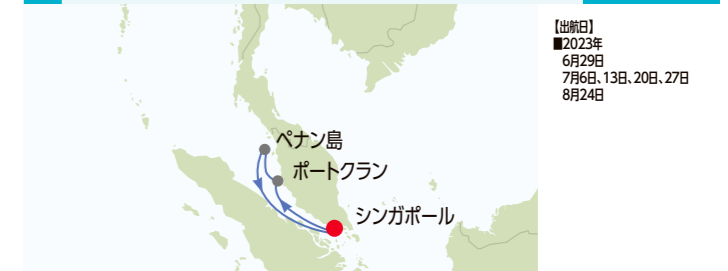 【出航日】
■2023年
6月29日
7月6日、13日、20日、27日
8月24日
ペナン島
ポートクラン
シンガポール